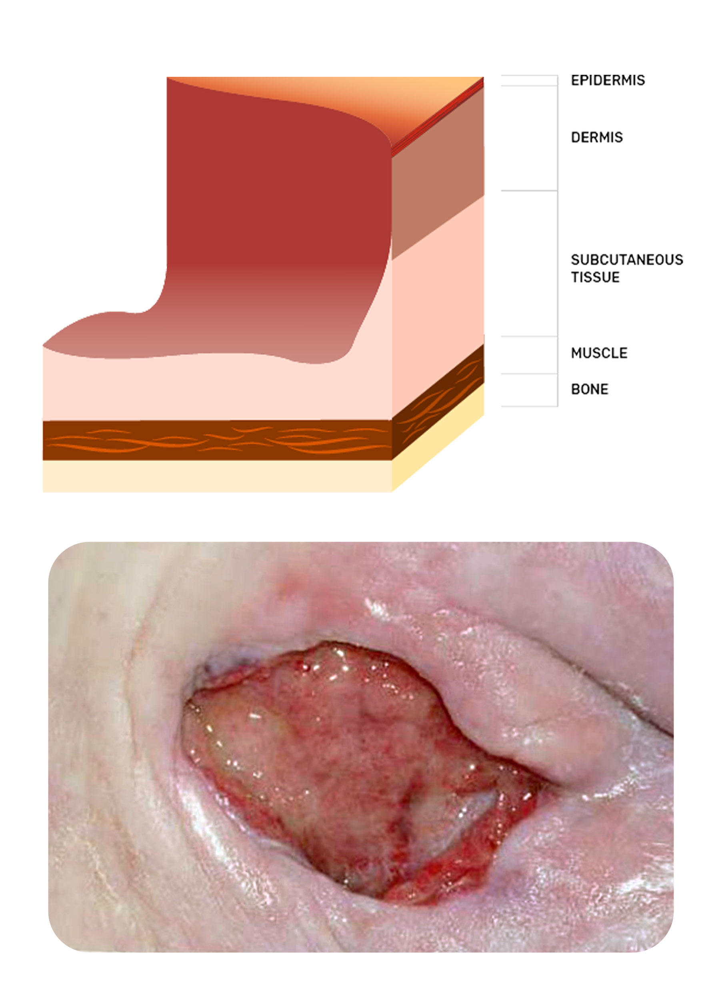 EPIDERMIS
DERMIS
SUBCUTANEOUS
TISSUE
MUSCLE
BONE